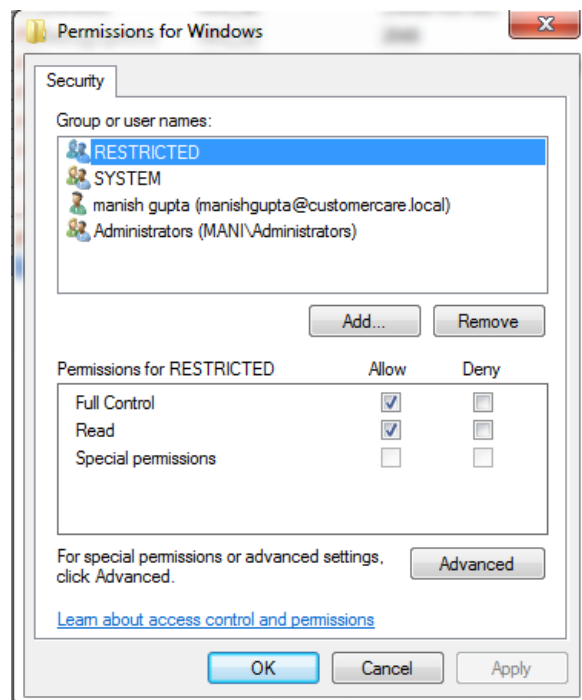 Permissions for Windows
Security
Group or user names:
RESTRICTED
SYSTEM
manish gupta (manishgupta@customercare.local)
Administrators (MANI\Administrators)
Add... Remove
Permissions for RESTRICTED Allow Deny
Full Control
Read
Special permissions
For special permissions or advanced settings,
click Advanced.
Advanced
Learn about access control and permissions
OK Cancel Apply